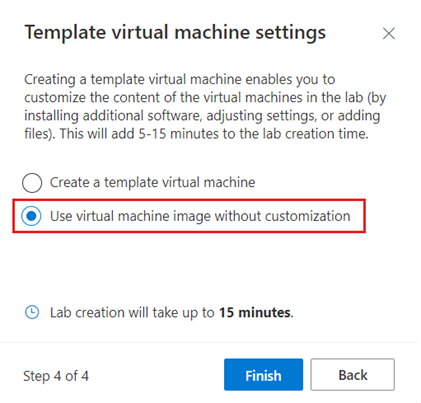 Template virtual machine settings
Creating a template virtual machine enables you to
customize the content of the virtual machines in the lab (by
installing additional software, adjusting settings, or adding
files). This will add 5-15 minutes to the lab creation time.
Create a template virtual machine
Use virtual machine image without customization
Lab creation will take up to 15 minutes.
Step 4 of 4
Finish
Back